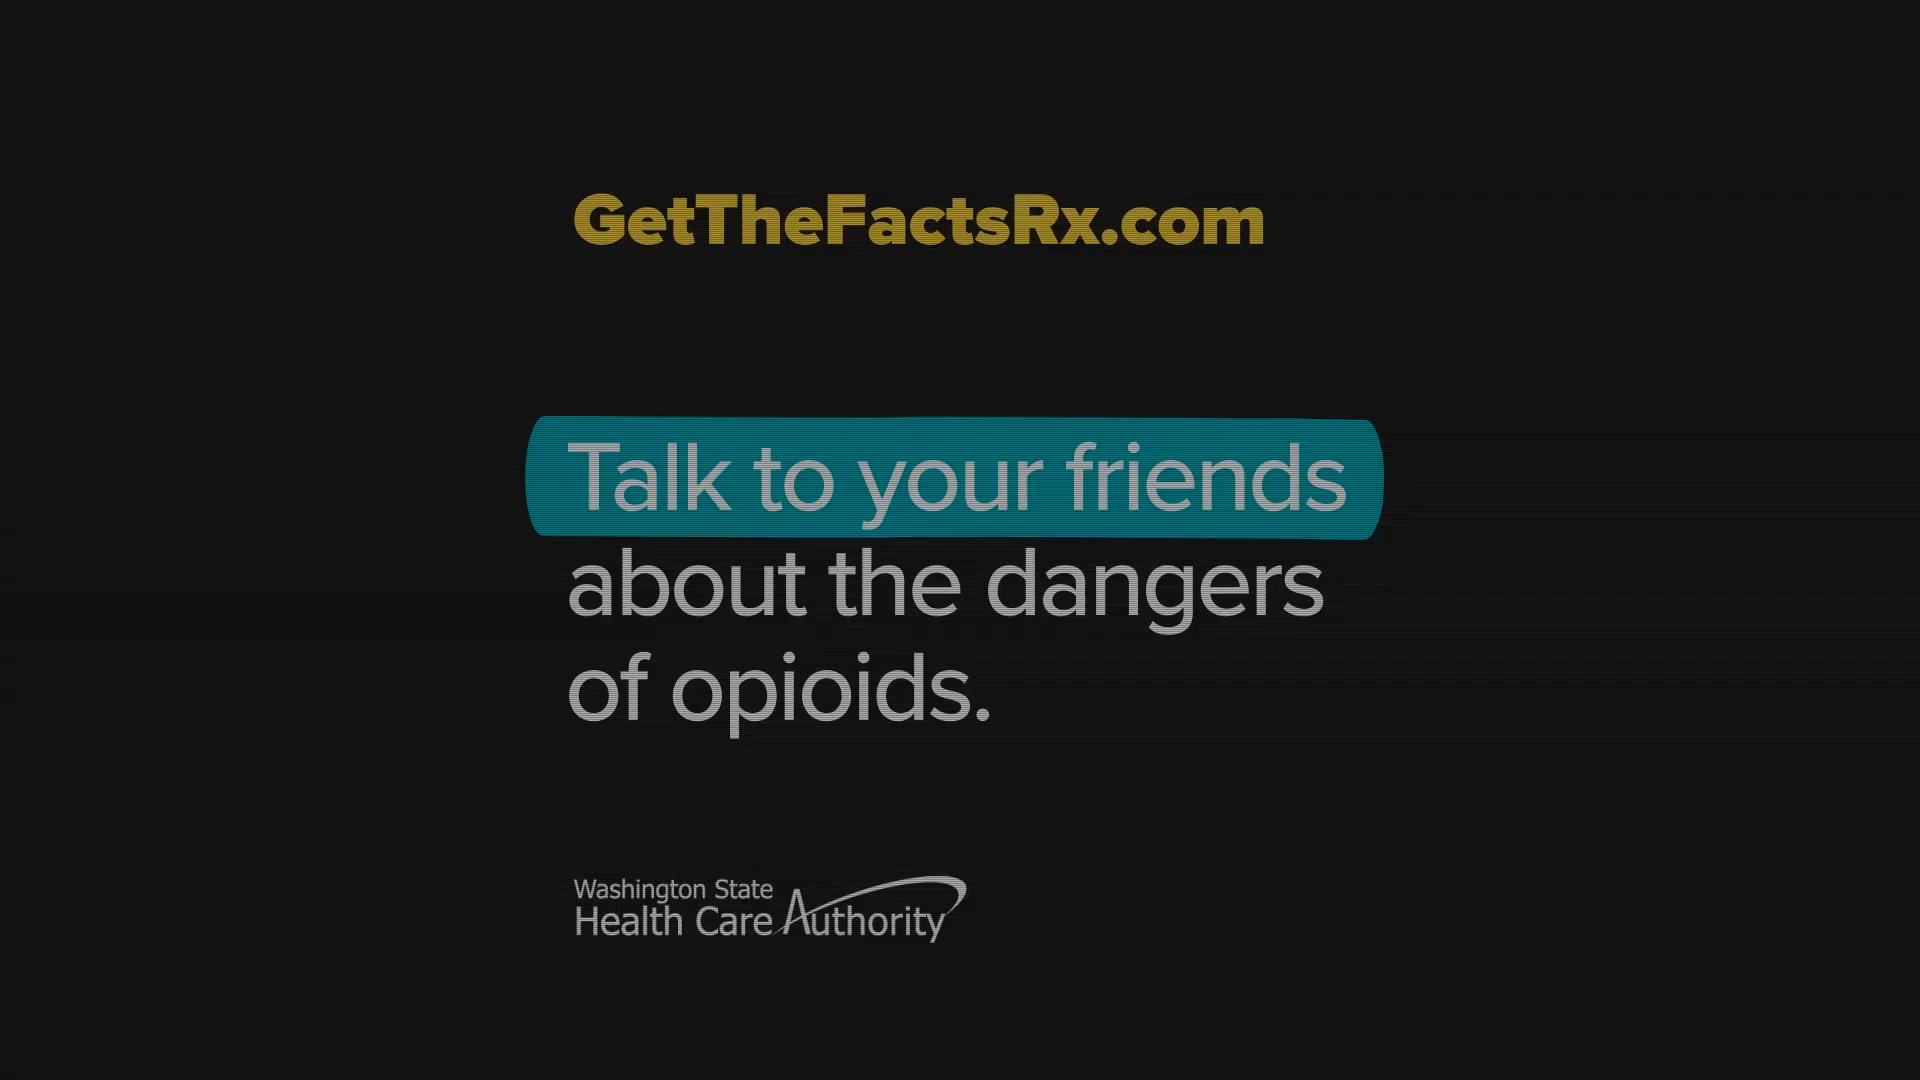 GetTheFactsRx.com
Talk to your friends
about the dangers
of opioids.
Washington State
Health Care Authority